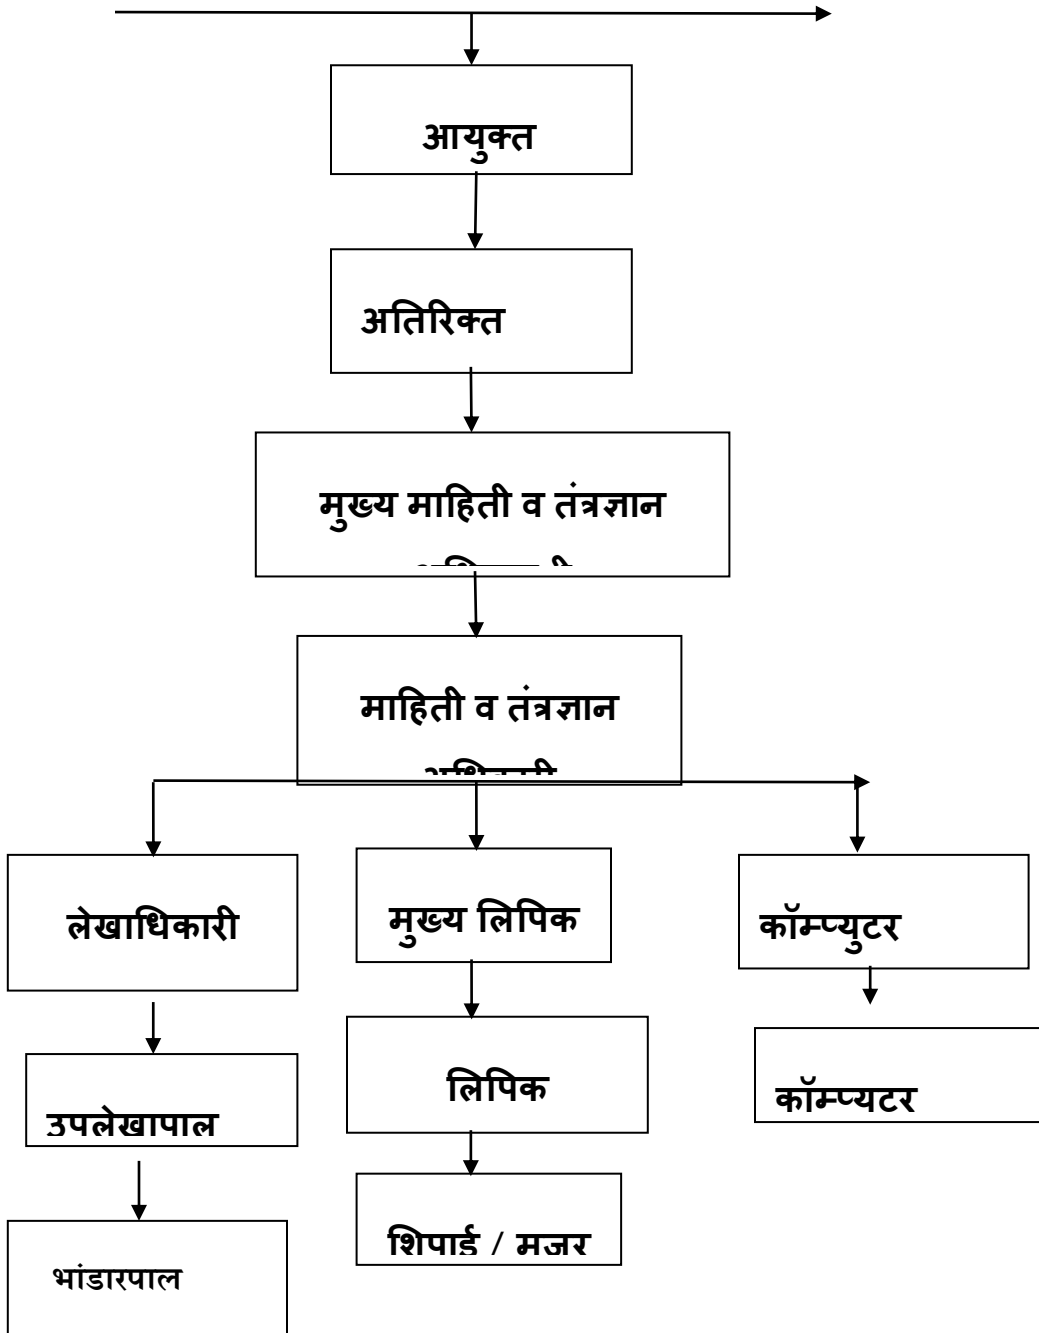 आयुक्त
अतिरिक्त
मुख्य माहिती व तंत्रज्ञान
माहिती व तंत्रज्ञान
लेखाधिकारी
मुख्य लिपिक
कॉम्प्युटर
लिपिक
कॉम्प्यटर
उपलेखापाल
शिपाई / मजूर
भांडारपाल